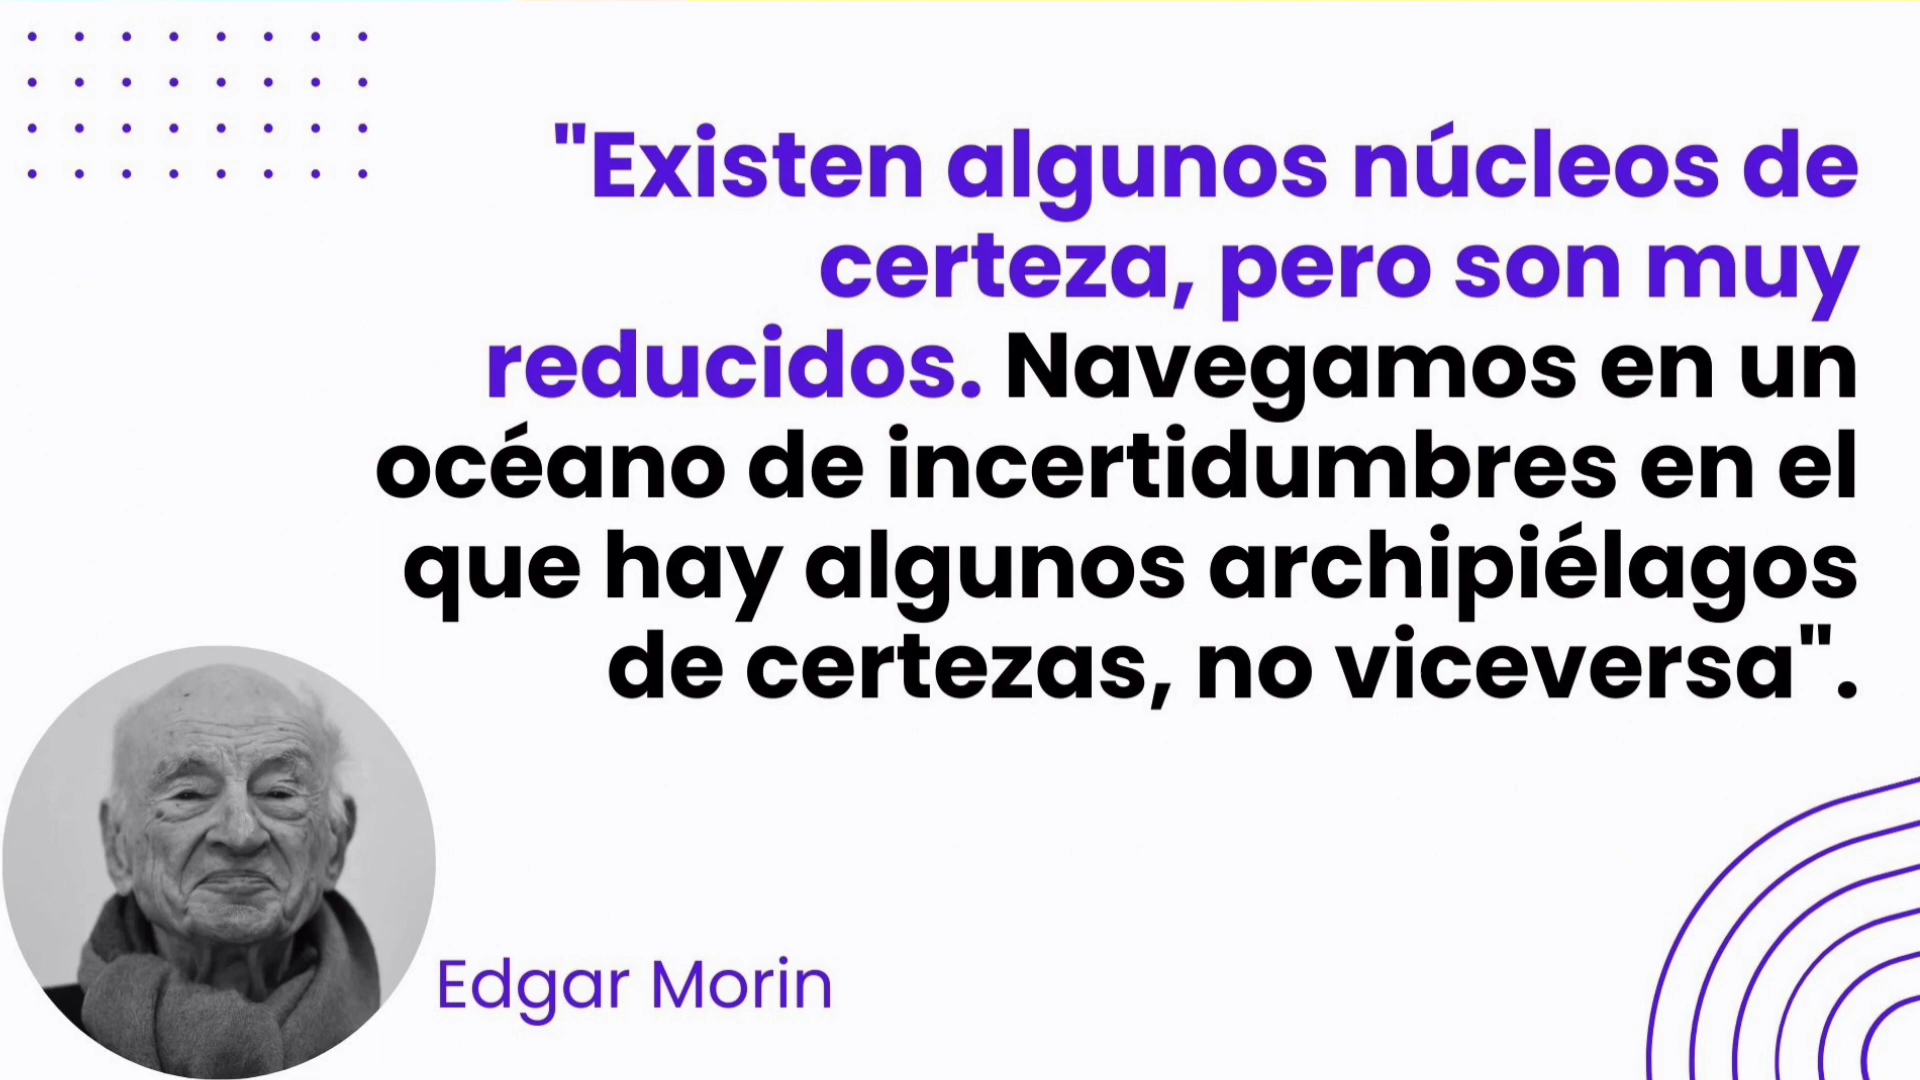 "Existen algunos núcleos de
certeza, pero son muy
reducidos. Navegamos en un
océano de incertidumbres en el
que hay algunos archipiélagos
de certezas, no viceversa".
Edgar Morin